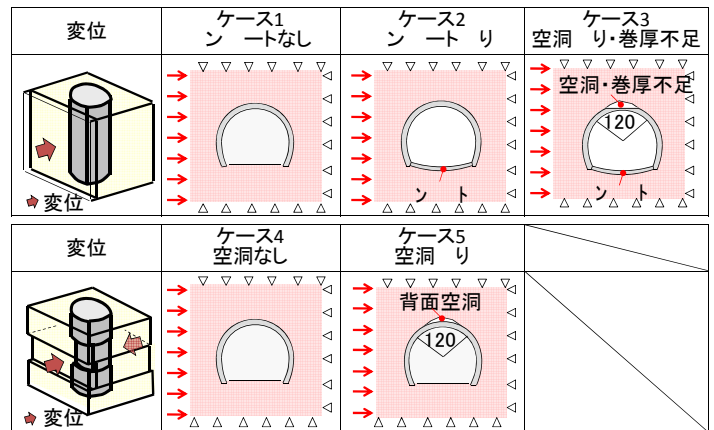 変位
ケース1
ン ートなし
ケース2
ン ート り
ケース3
空洞 り・巻厚不足
変位
ン ト
空洞・巻厚不足
120
ン ト
変位
ケース4
空洞なし
ケース5
空洞 り
変位
背面空洞
120